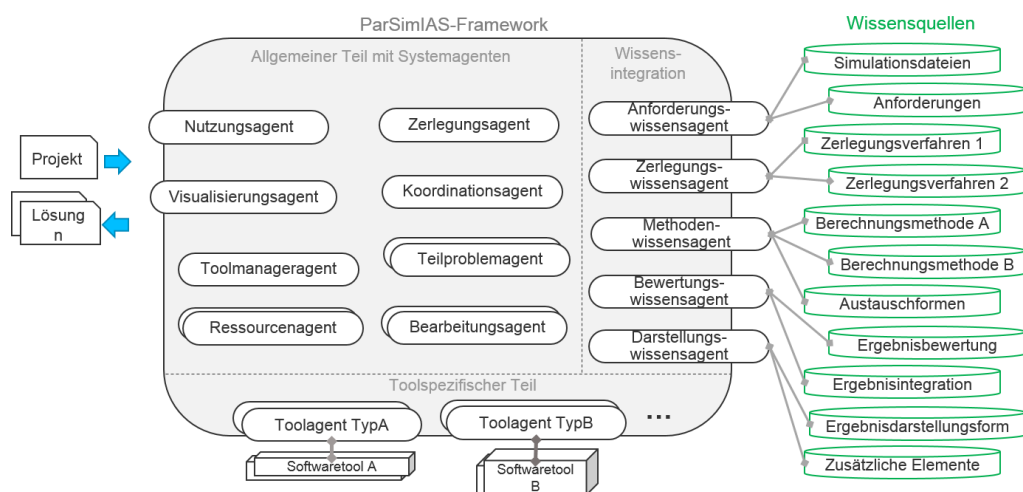 ParSimIAS-Framework
Wissensquellen
Allgemeiner Teil mit Systemagenten
Wissens-
integration
Projekt
Lösung
n
Nutzungsagent
Zerlegungsagent
Visualisierungsagent
Koordinationsagent
Toolmanageragent
Teilproblemagent
Ressourcenagent
Bearbeitungsagent
Anforderungs-
wissensagent
Zerlegungs-
wissensagent
Methoden-
wissensagent
Bewertungs-
wissensagent
Darstellungs-
wissensagent
Simulationsdateien
Anforderungen
Zerlegungsverfahren 1
Zerlegungsverfahren 2
Berechnungsmethode A
Berechnungsmethode B
Austauschformen
Ergebnisbewertung
Ergebnisintegration
Ergebnisdarstellungsform
Zusätzliche Elemente
Toolspezifischer Teil
Toolagent TypA
Toolagent TypB
...
Softwaretool A
Softwaretool
B